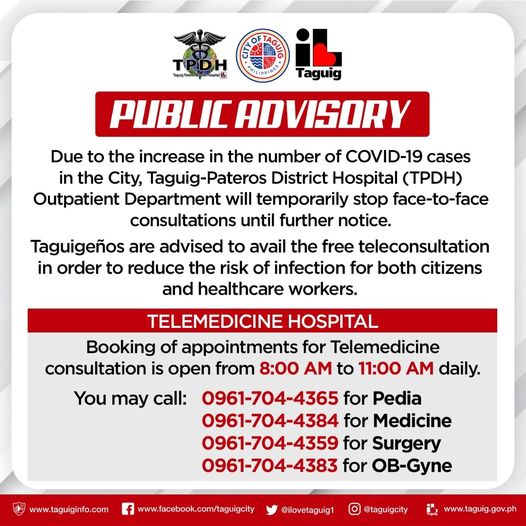 TPDH
Taguig Pateros District Hospital
CITY OF TAGUIG
PHILIPPINES
Taguig
PUBLIC ADVISORY
Due to the increase in the number of COVID-19 cases
in the City, Taguig-Pateros District Hospital (TPDH)
Outpatient Department will temporarily stop face-to-face
consultations until further notice.
Taguigeños are advised to avail the free teleconsultation
in order to reduce the risk of infection for both citizens
and healthcare workers.
TELEMEDICINE HOSPITAL
Booking of appointments for Telemedicine
consultation is open from 8:00 AM to 11:00 AM daily.
You may call: 0961-704-4365 for Pedia
0961-704-4384 for Medicine
0961-704-4359 for Surgery
0961-704-4383 for OB-Gyne
www.taguiginfo.com www.facebook.com/taguigcity @ilovetaguig1 @taguigcity www.taguig.gov.ph